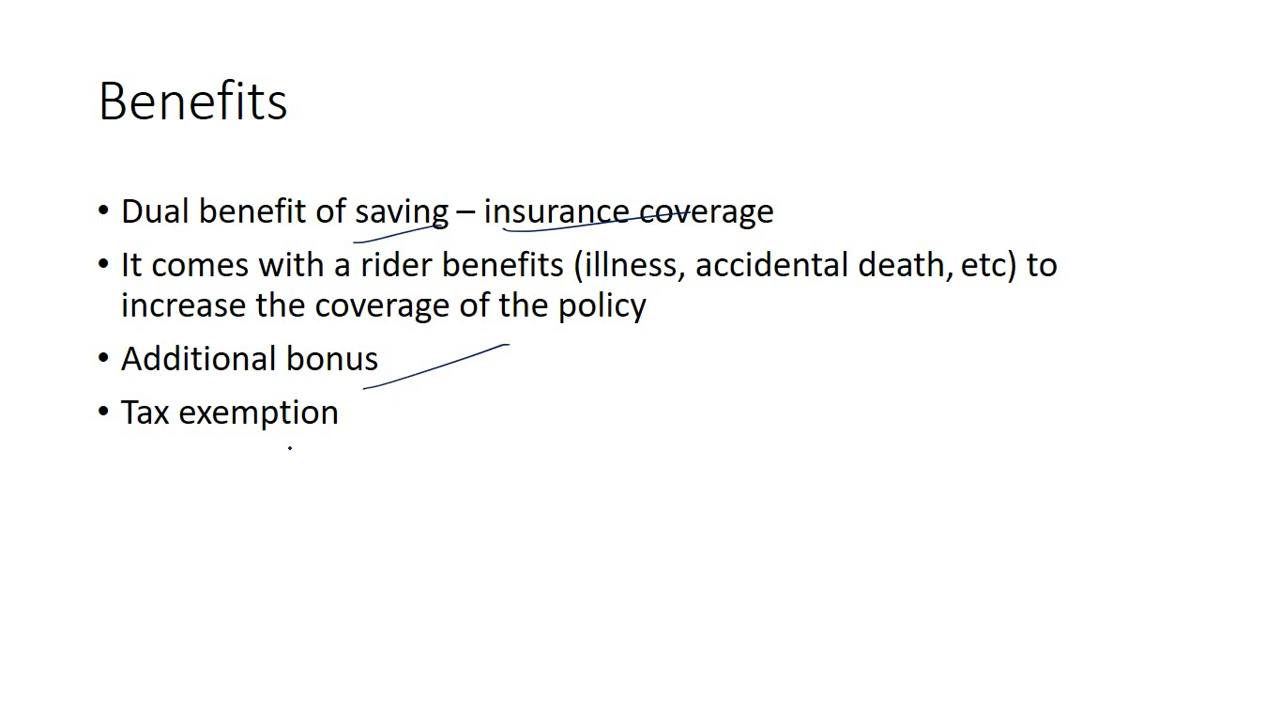 Benefits
• Dual benefit of saving – insurance coverage
• It comes with a rider benefits (illness, accidental death, etc) to
increase the coverage of the policy
• Additional bonus
• Tax exemption